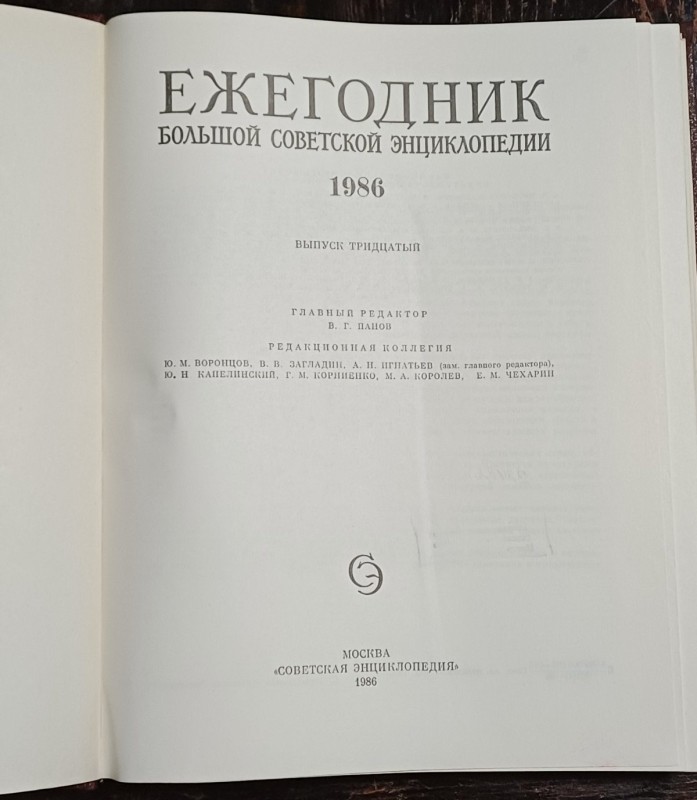 ЕЖЕГОДНИК
БОЛЬШОЙ СОВЕТСКОЙ ЭНЦИКЛОПЕДИИ
1986
ВЫПУСК ТРИДЦАТЫЙ
ГЛАВНЫЙ РЕДАКТОР
В. Г. ПАНОВ
РЕДАКЦИОННАЯ КОЛЛЕГИЯ
Ю. М. ВОРОНЦОВ, В. В. ЗАГЛАДИН, А. П. ИГНАТЬЕВ (зам. главного редактора),
Ю. Н КАПЕЛИНСКИЙ, Г. М. КОРНИЕНКО, М. А. КОРОЛЕВ, Е. М. ЧЕХАРИН
СЭ
МОСКВА
«СОВЕТСКАЯ ЭНЦИКЛОПЕДИЯ»
1986